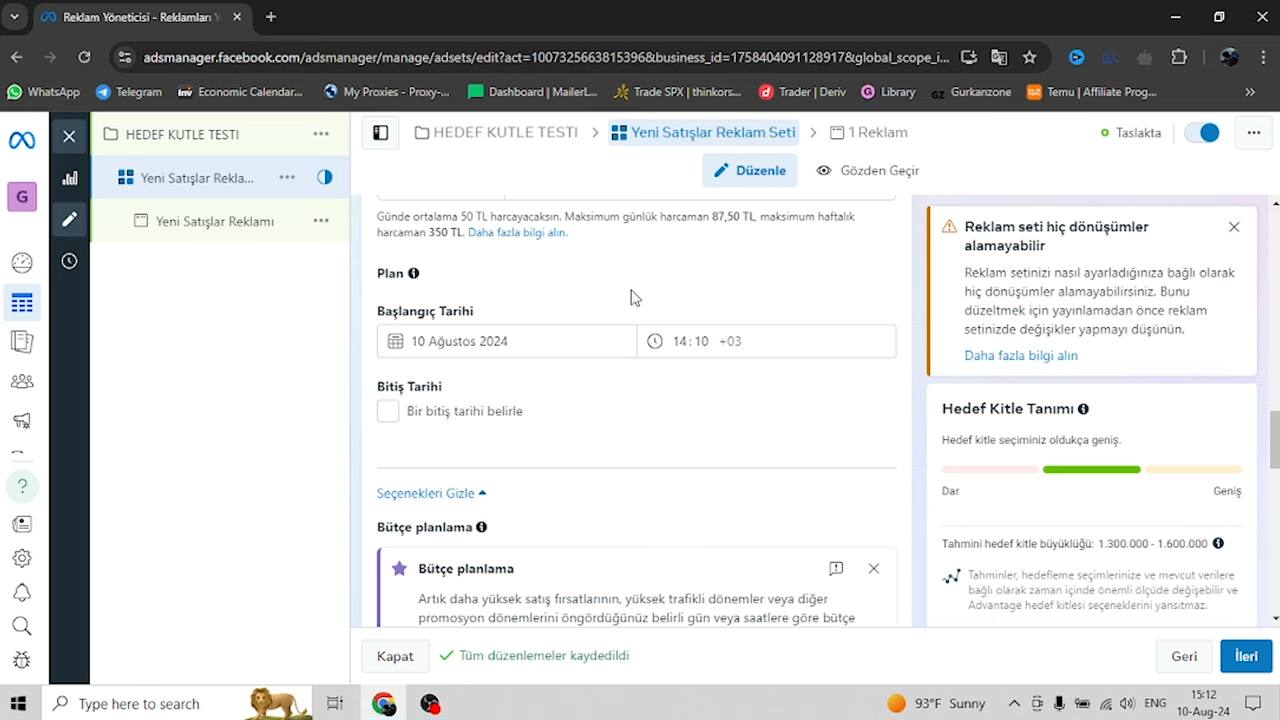 Reklam Yöneticisi - Reklamları Y
adsmanager.facebook.com/adsmanager/manage/adsets/edit?act=1007325663815396&business_id=1758404091128917&global_scope_i...
WhatsApp
Telegram
Economic Calendar...
My Proxies - Proxy-...
Dashboard | MailerL...
Trade SPX | thinkors...
Trader | Deriv
Library
GZ
Gurkanzone
Temu | Affiliate Prog...
HEDEF KUTLE TESTI
HEDEF KUTLE TESTI
Yeni Satışlar Reklam Seti
1 Reklam
Taslakta
G
Yeni Satışlar Rekla...
Düzenle
Gözden Geçir
Yeni Satışlar Reklamı
Günde ortalama 50 TL harcayacaksın. Maksimum günlük harcaman 87,50 TL, maksimum haftalık
harcaman 350 TL. Daha fazla bilgi alın.
Plan
Başlangıç Tarihi
10 Ağustos 2024
14:10 +03
Bitiş Tarihi
Bir bitiş tarihi belirle
Seçenekleri Gizle
Bütçe planlama
Bütçe planlama
Artık daha yüksek satış fırsatlarının, yüksek trafikli dönemler veya diğer
promosyon dönemlerini öngördüğünüz belirli gün veya saatlere göre bütçe
Reklam seti hiç dönüşümler
alamayabilir
Reklam setinizi nasıl ayarladığınıza bağlı olarak
hiç dönüşümler alamayabilirsiniz. Bunu
düzeltmek için yayınlamadan önce reklam
setinizde değişikler yapmayı düşünün.
Daha fazla bilgi alın
Hedef Kitle Tanımı
Hedef kitle seçiminiz oldukça geniş.
Dar
Geniş
Tahmini hedef kitle büyüklüğü: 1.300.000 - 1.600.000
Tahminler, hedefleme seçimlerinize ve mevcut verilere
bağlı olarak zaman içinde önemli ölçüde değişebilir ve
Advantage hedef kitlesi seçeneklerini yansıtmaz.
Kapat
Tüm düzenlemeler kaydedildi
Geri
İleri
Type here to search
93°F Sunny
ENG
15:12
10-Aug-24